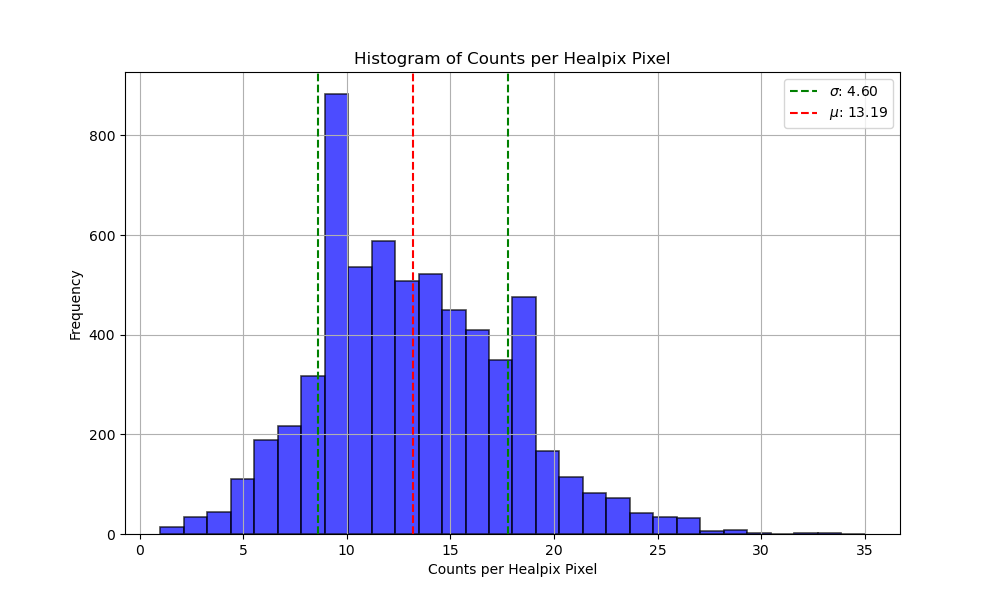 Histogram of Counts per Healpix Pixel
σ: 4.60
μ: 13.19
800
600
400
200
0
Frequency
0 5 10 15 20 25 30 35
Counts per Healpix Pixel